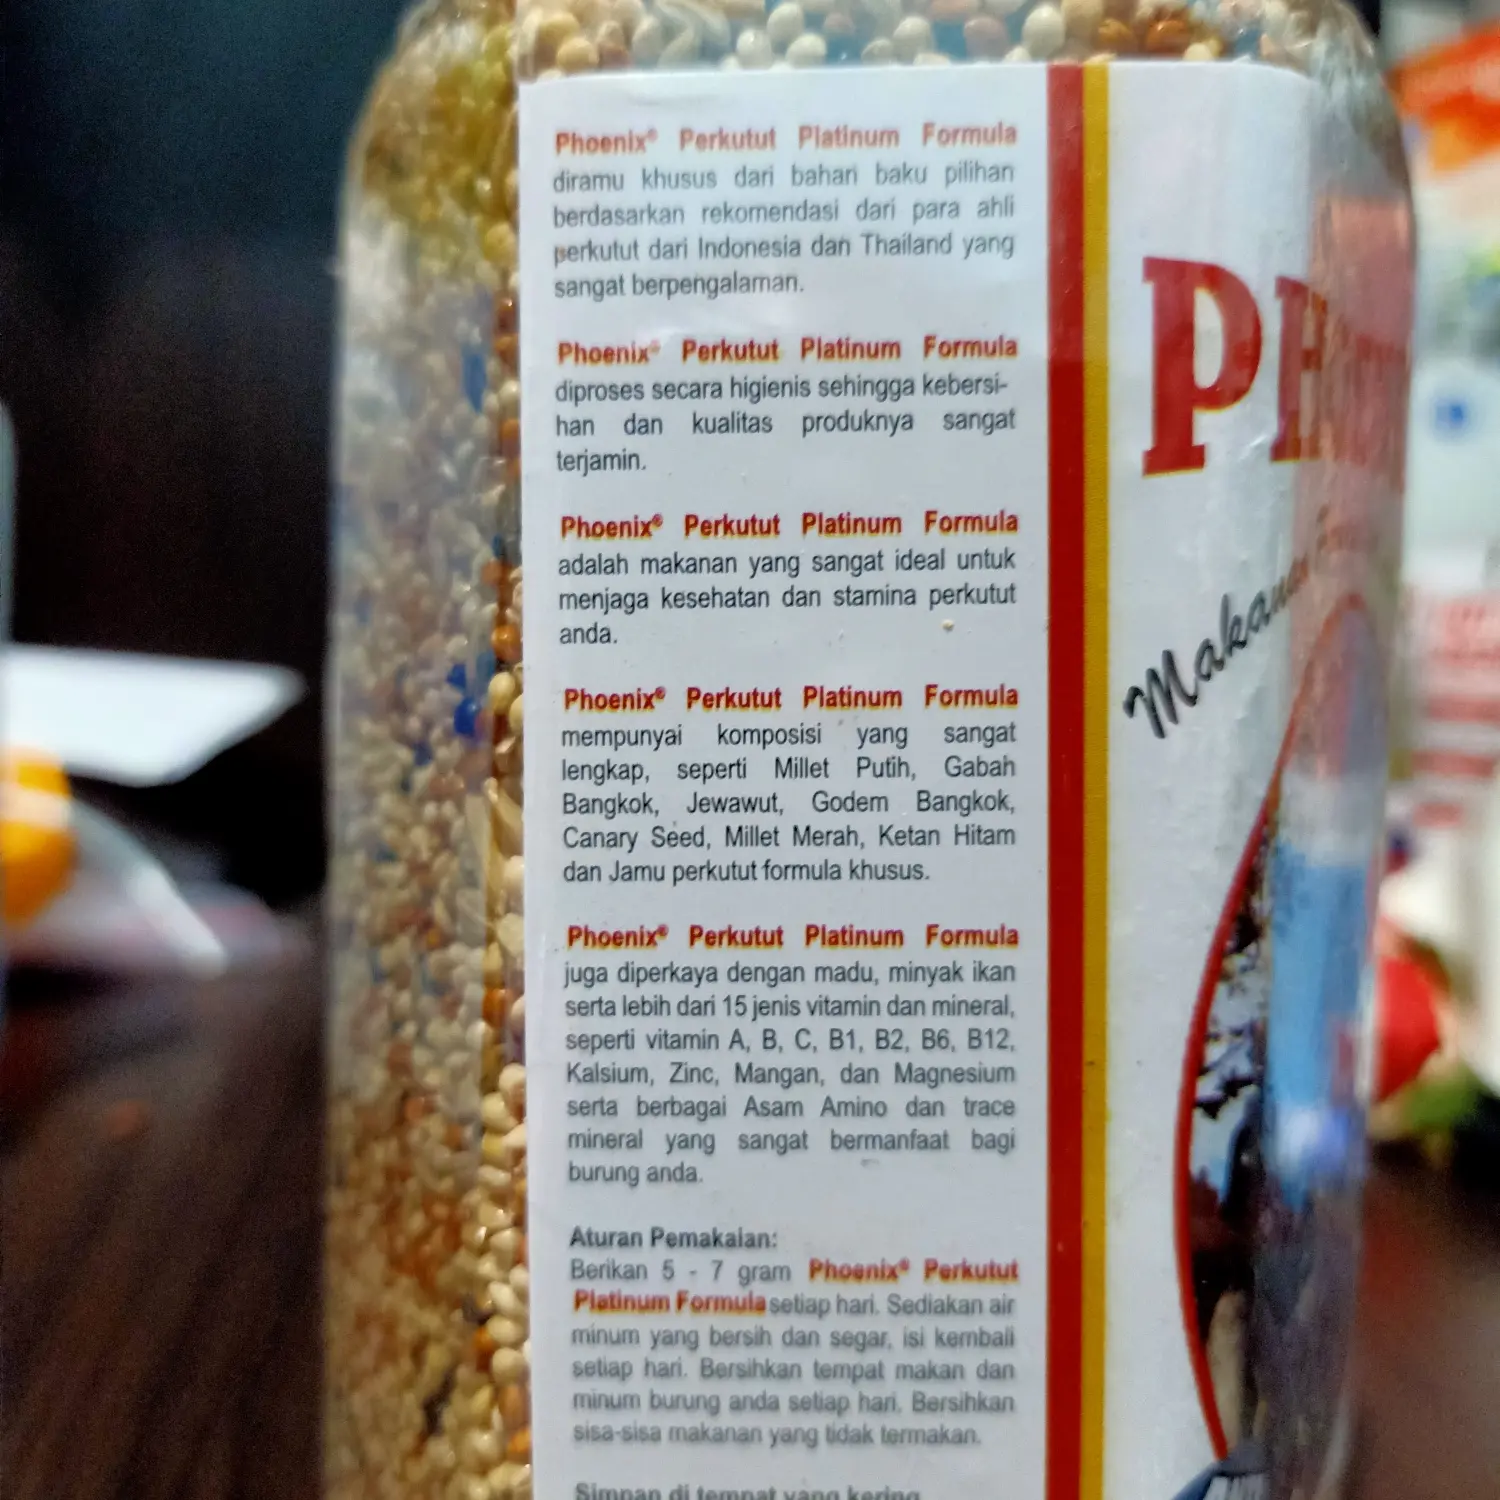 Phoenix® Perkutut Platinum Formula
diramu khusus dari bahan baku pilihan
berdasarkan rekomendasi dari para ahli
perkutut dari Indonesia dan Thailand yang
sangat berpengalaman.
Phoenix® Perkutut Platinum Formula
diproses secara higienis sehingga kebersi-
han dan kualitas produknya sangat
terjamin.
Phoenix® Perkutut Platinum Formula
adalah makanan yang sangat ideal untuk
menjaga kesehatan dan stamina perkutut
anda.
Phoenix® Perkutut Platinum Formula
mempunyai komposisi yang sangat
lengkap, seperti Millet Putih, Gabah
Bangkok, Jewawut, Godem Bangkok,
Canary Seed, Millet Merah, Ketan Hitam
dan Jamu perkutut formula khusus.
Phoenix® Perkutut Platinum Formula
juga diperkaya dengan madu, minyak ikan
serta lebih dari 15 jenis vitamin dan mineral,
seperti vitamin A, B, C, B1, B2, B6, B12,
Kalsium, Zinc, Mangan, dan Magnesium
serta berbagai Asam Amino dan trace
mineral yang sangat bermanfaat bagi
burung anda.
Aturan Pemakaian:
Berikan 5 - 7 gram Phoenix® Perkutut
Platinum Formula setiap hari. Sediakan air
minum yang bersih dan segar, isi kembali
setiap hari. Bersihkan tempat makan dan
minum burung anda setiap hari. Bersihkan
sisa-sisa makanan yang tidak termakan.
Simpan di tempat yang kering
PH
Makanan